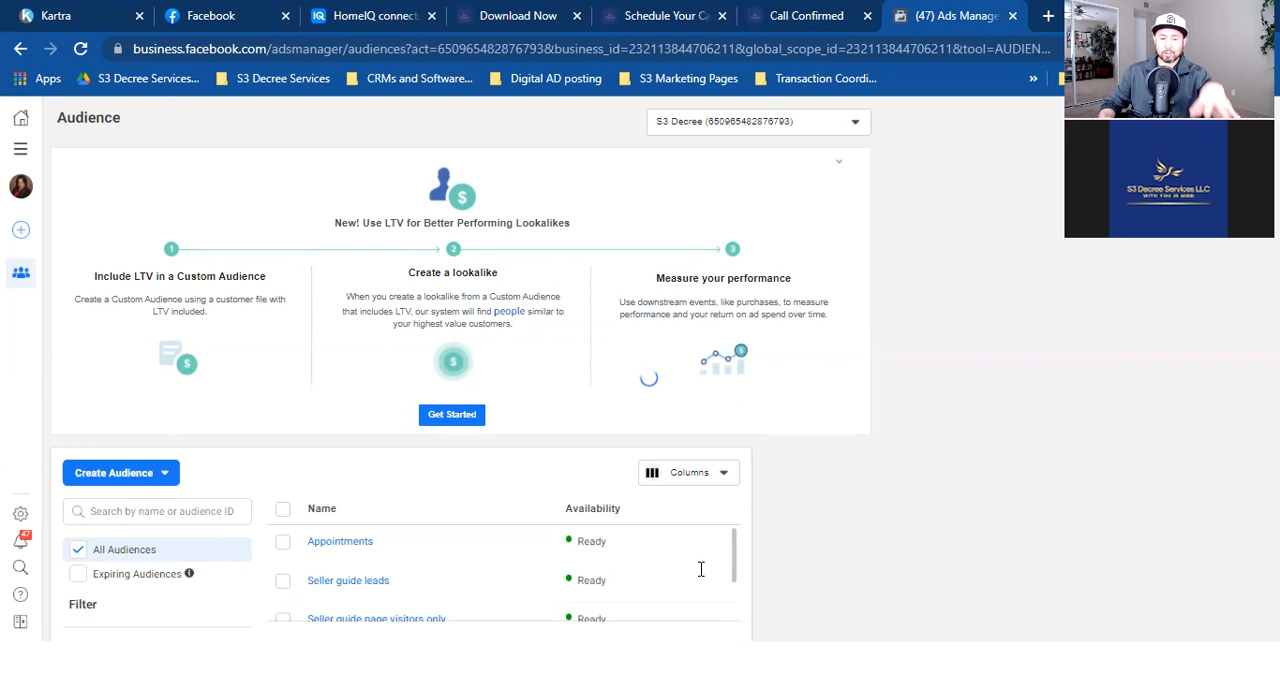 Kartra
Facebook
HomeIQ connect
Download Now
Schedule Your Ca
Call Confirmed
(47) Ads Manage
business.facebook.com/adsmanager/audiences?act=650965482876793&business_id=232113844706211&global_scope_id=232113844706211&tool=AUDIEN...
Apps
S3 Decree Services...
S3 Decree Services
CRMs and Software...
Digital AD posting
S3 Marketing Pages
Transaction Coordi...
»
Audience
S3 Decree (650965482876793)
S3 Decree Services LLC
WITH YOU IN MIND
New! Use LTV for Better Performing Lookalikes
1
2
3
Include LTV in a Custom Audience
Create a Custom Audience using a customer file with
LTV included.
Create a lookalike
When you create a lookalike from a Custom Audience
that includes LTV, our system will find people similar to
your highest value customers.
Measure your performance
Use downstream events, like purchases, to measure
performance and your return on ad spend over time.
Get Started
Create Audience
Columns
Search by name or audience ID
Name
Availability
All Audiences
Expiring Audiences
Filter
Appointments
Ready
Seller guide leads
Ready
Seller guide page visitors only
Ready
47